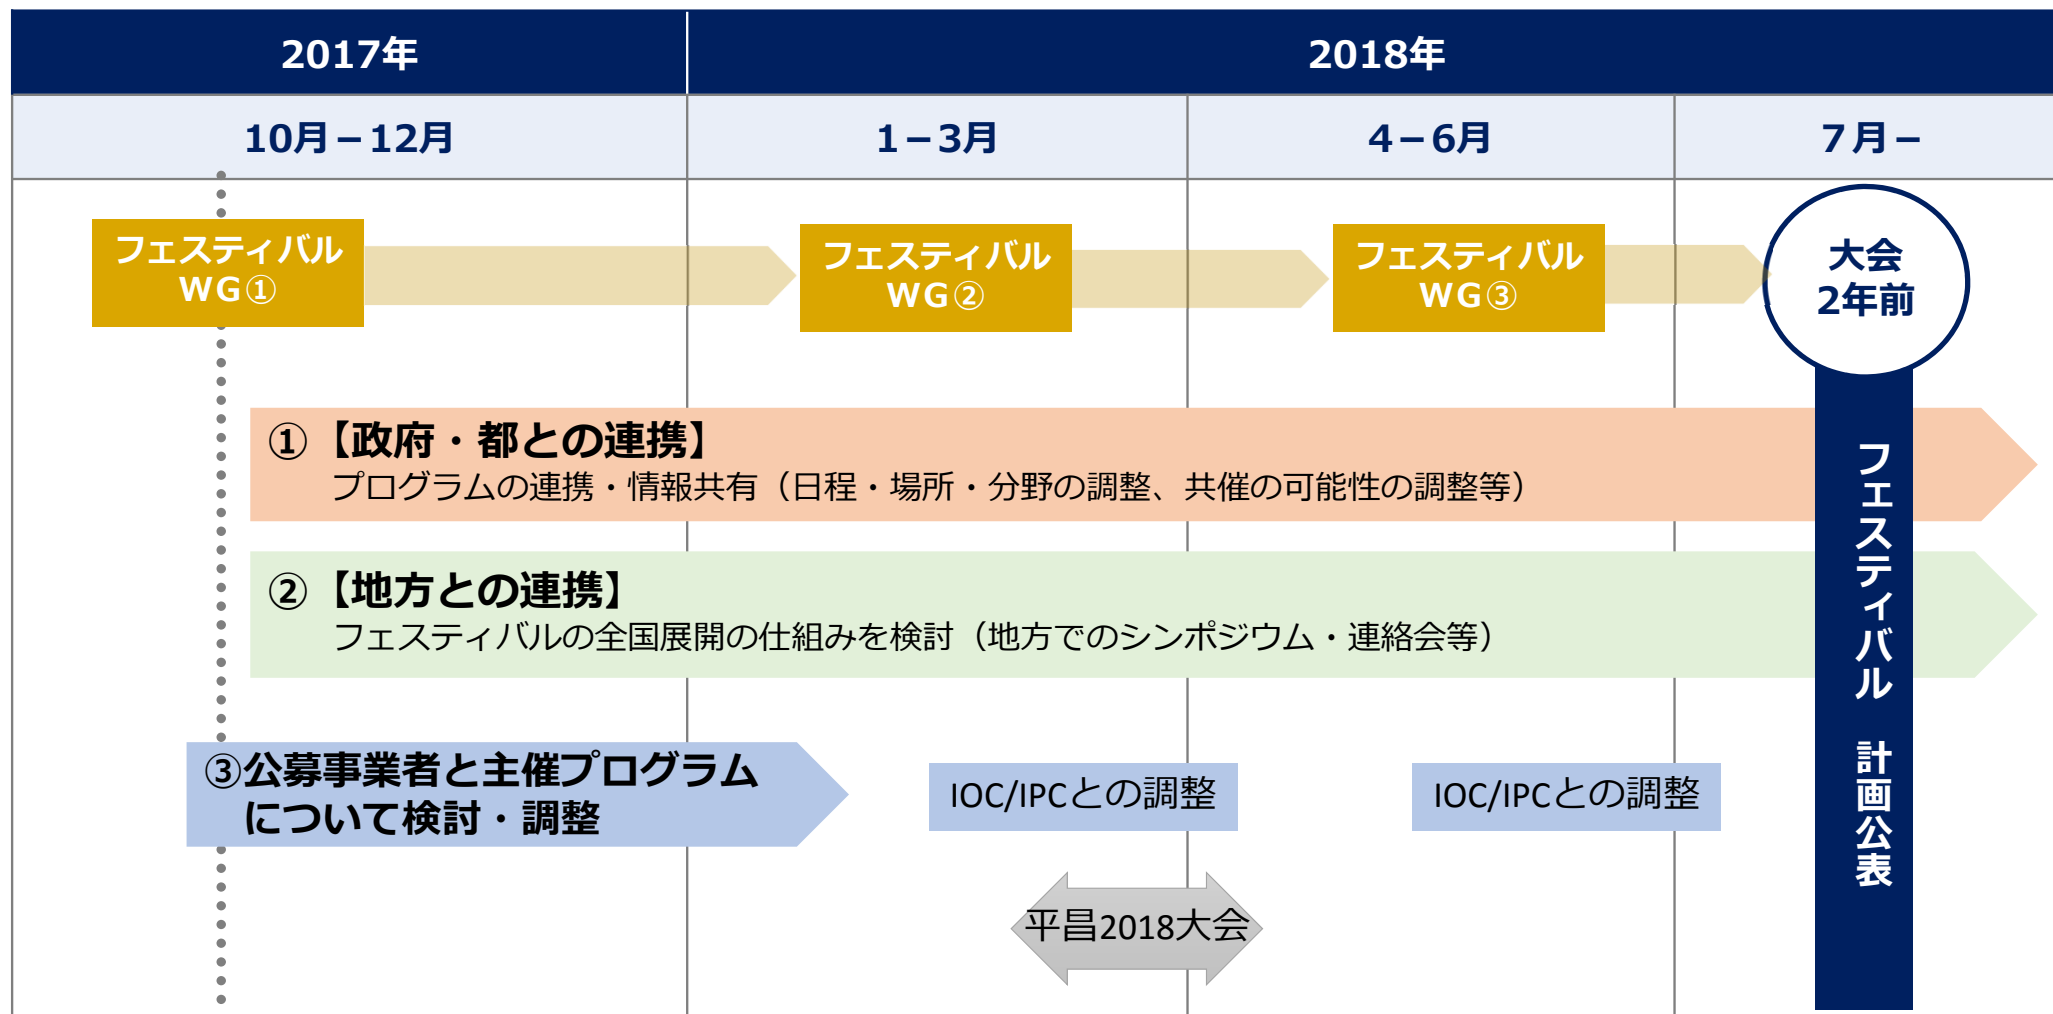 2017年
2018年
10月－12月
1－3月
4－6月
７月－
フェスティバル
ＷＧ①
フェスティバル
ＷＧ②
フェスティバル
ＷＧ③
大会
2年前
①【政府・都との連携】
プログラムの連携・情報共有（日程・場所・分野の調整、共催の可能性の調整等）
②【地方との連携】
フェスティバルの全国展開の仕組みを検討（地方でのシンポジウム・連絡会等）
③公募事業者と主催プログラム
について検討・調整
IOC/IPCとの調整
IOC/IPCとの調整
平昌2018大会
フェスティバル　計画公表